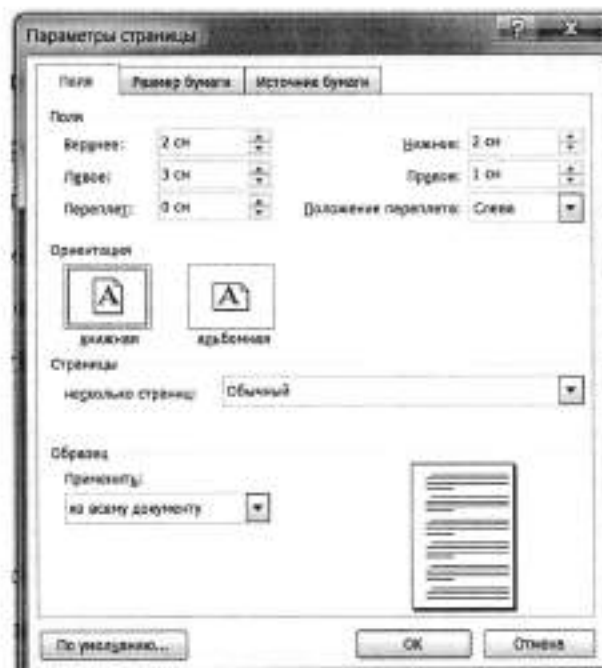 Параметры страницы
Поля Размер бумаги Источник бумаги
Поля
Верхнее: 2 см Нижнее: 2 см
Левое: 3 см Правое: 1 см
Переплет: 0 см Положение переплета: Слева
Ориентация
A A
книжная альбомная
Страницы
несколько страниц: Обычный
Образец
Применить:
ко всему документу
По умолчанию... ОК Отмена